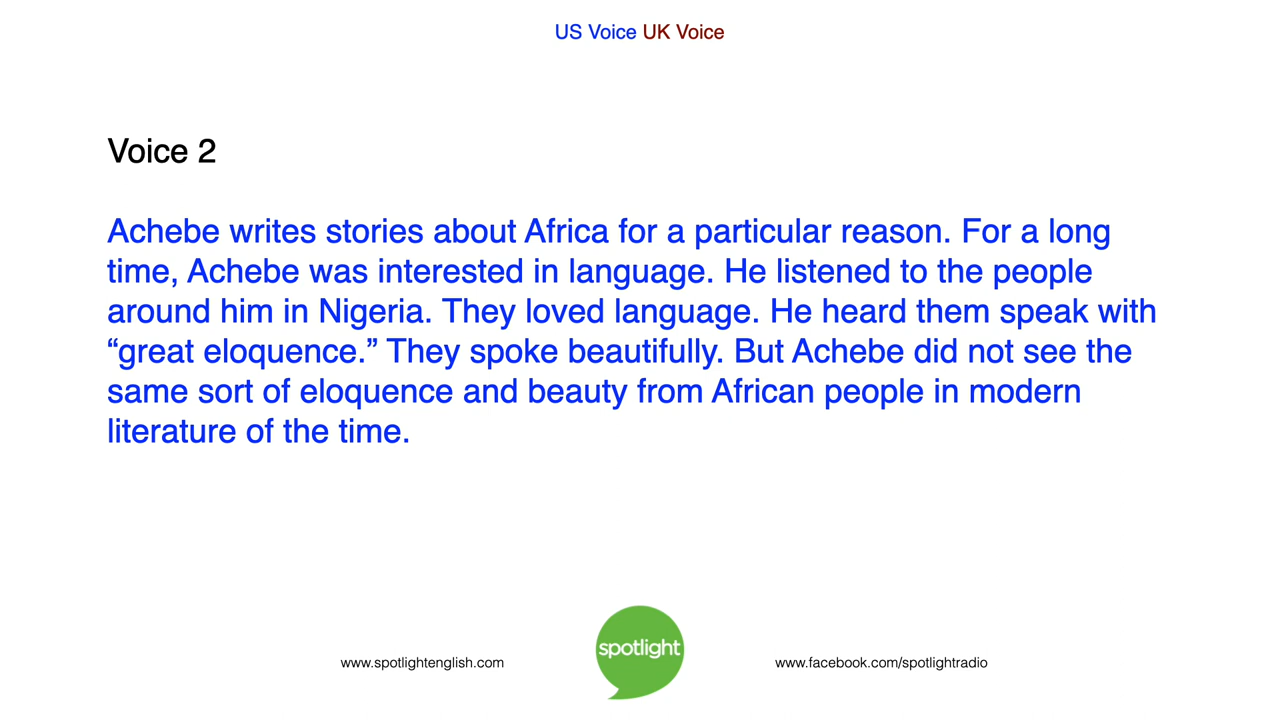 US Voice UK Voice
Voice 2
Achebe writes stories about Africa for a particular reason. For a long
time, Achebe was interested in language. He listened to the people
around him in Nigeria. They loved language. He heard them speak with
“great eloquence.” They spoke beautifully. But Achebe did not see the
same sort of eloquence and beauty from African people in modern
literature of the time.
spotlight
www.spotlightenglish.com
www.facebook.com/spotlightradio